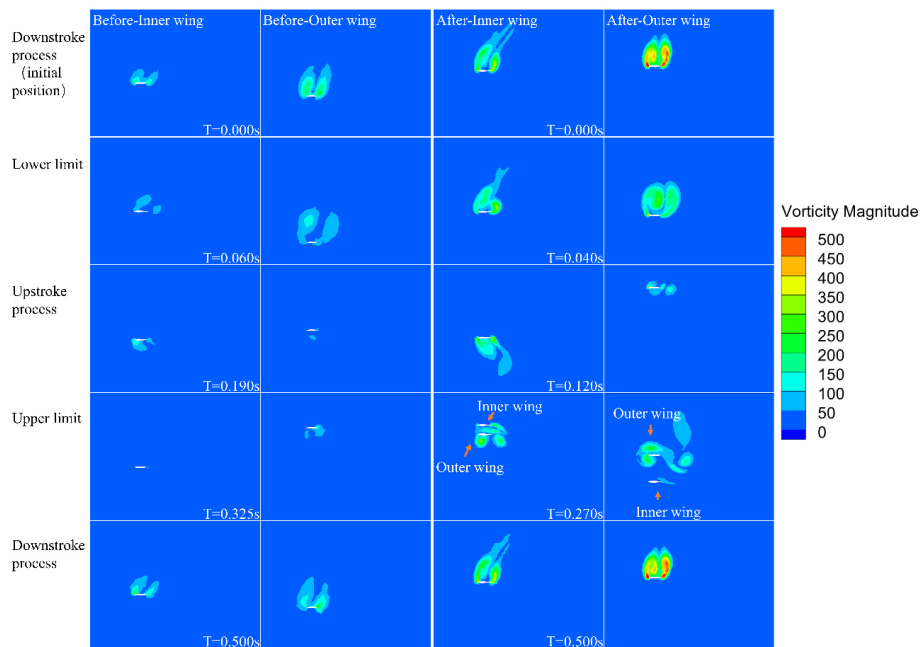 Before-Inner wing
Before-Outer wing
After-Inner wing
After-Outer wing
Downstroke
process
（initial
position）
T=0.000s
T=0.000s
Lower limit
T=0.060s
T=0.040s
Vorticity Magnitude
500
450
400
350
300
250
200
150
100
50
0
Upstroke
process
T=0.190s
T=0.120s
Upper limit
Inner wing
Outer wing
Outer wing
Inner wing
T=0.325s
T=0.270s
Downstroke
process
T=0.500s
T=0.500s